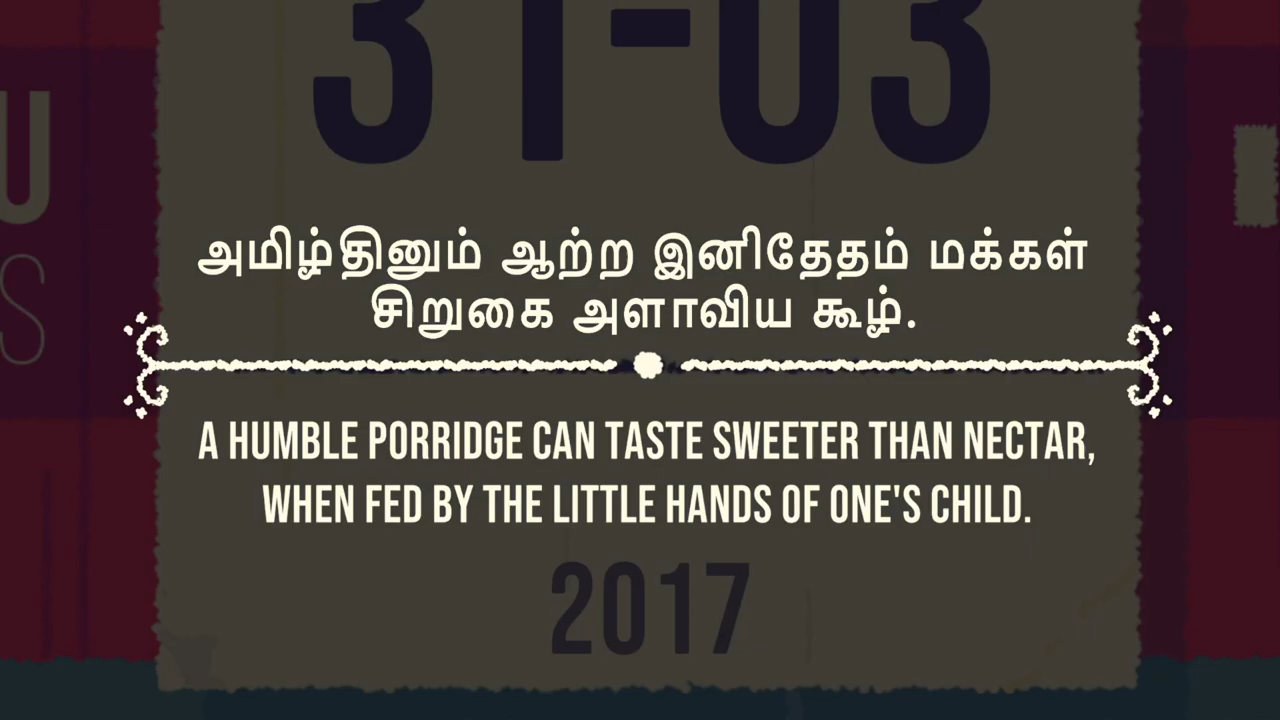 31-03
U
S
அமிழ்தினும் ஆற்ற இனிதேதம் மக்கள்
சிறுகை அளாவிய கூழ்.
A HUMBLE PORRIDGE CAN TASTE SWEETER THAN NECTAR,
WHEN FED BY THE LITTLE HANDS OF ONE'S CHILD.
2017